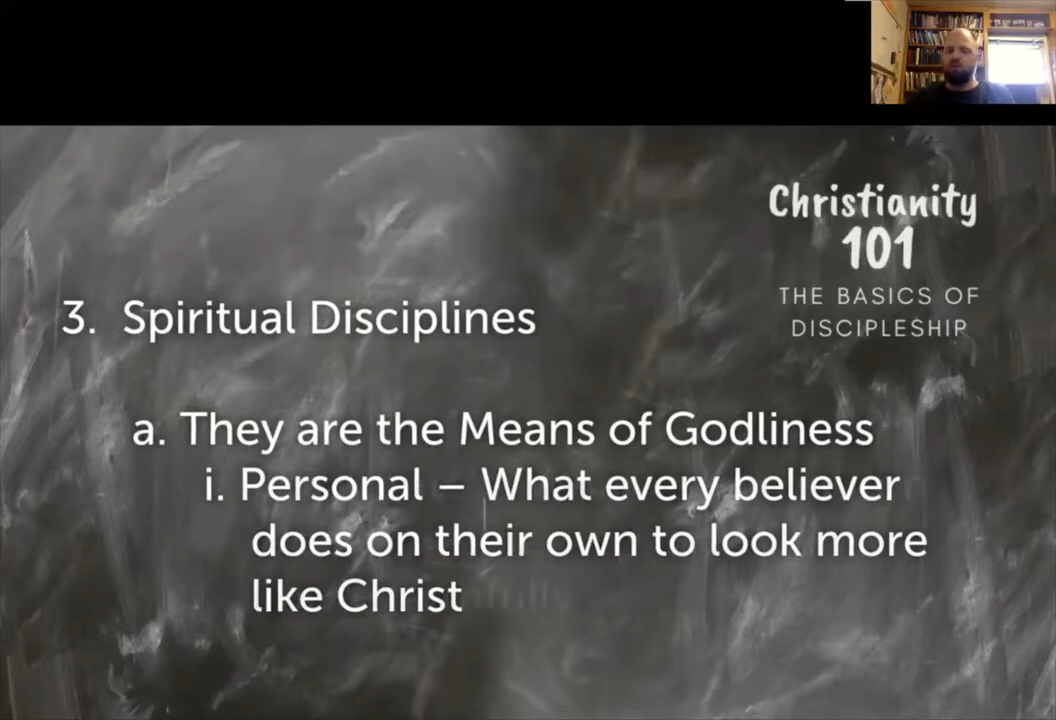 Christianity
101
THE BASICS OF
DISCIPLESHIP
3. Spiritual Disciplines
a. They are the Means of Godliness
i. Personal – What every believer
does on their own to look more
like Christ